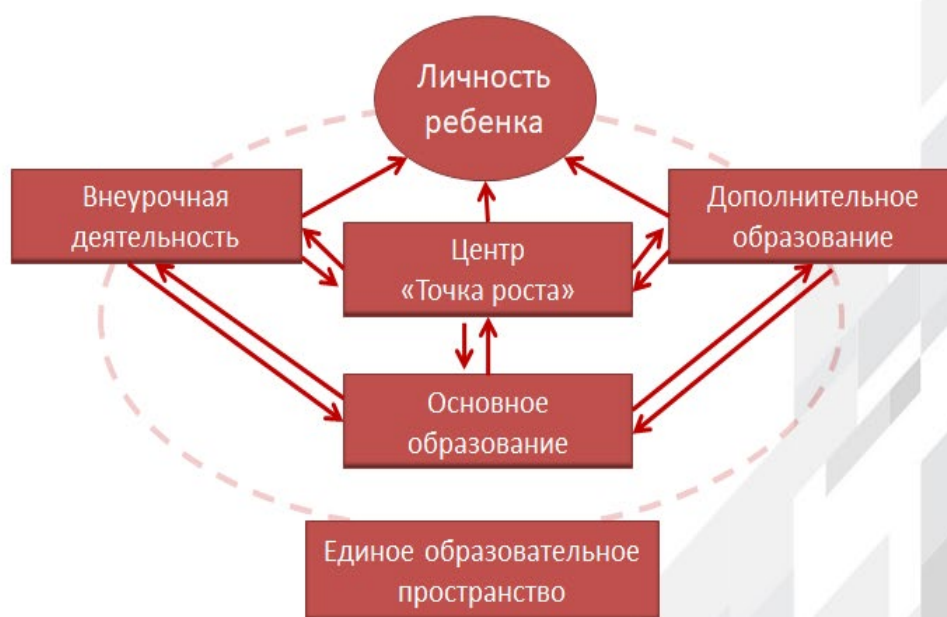 Личность
ребенка
Внеурочная
деятельность
Дополнительное
образование
Центр
«Точка роста»
Основное
образование
Единое образовательное
пространство